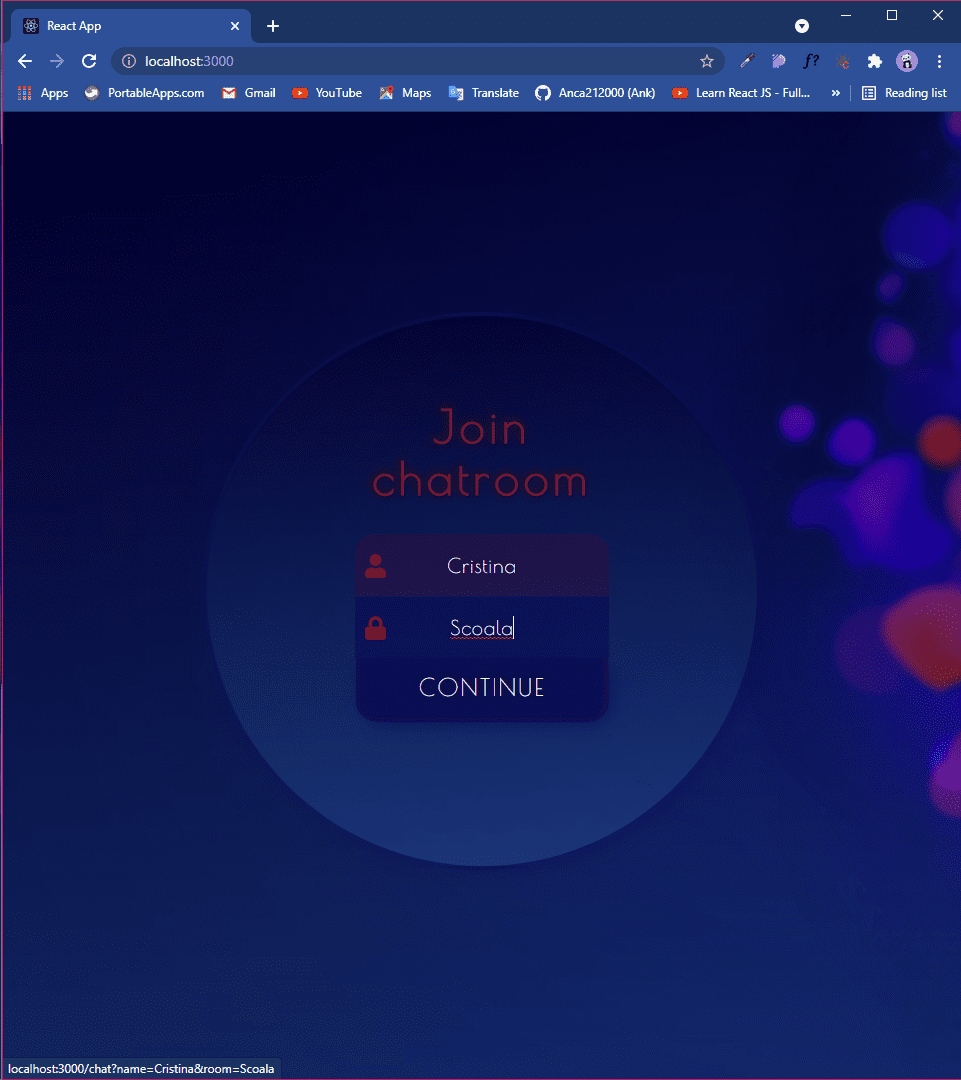 React App
localhost:3000
f?
Apps PortableApps.com Gmail YouTube Maps Translate Anca212000 (Ank) Learn React JS - Full... » Reading list
Join
chatroom
Cristina
Scoala
CONTINUE
localhost:3000/chat?name=Cristina&room=Scoala